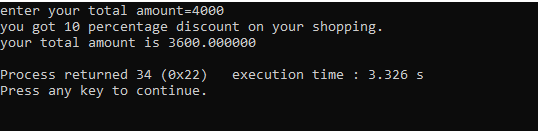 enter your total amount=4000
you got 10 percentage discount on your shopping.
your total amount is 3600.000000
Process returned 34 (0x22)   execution time : 3.326 s
Press any key to continue.